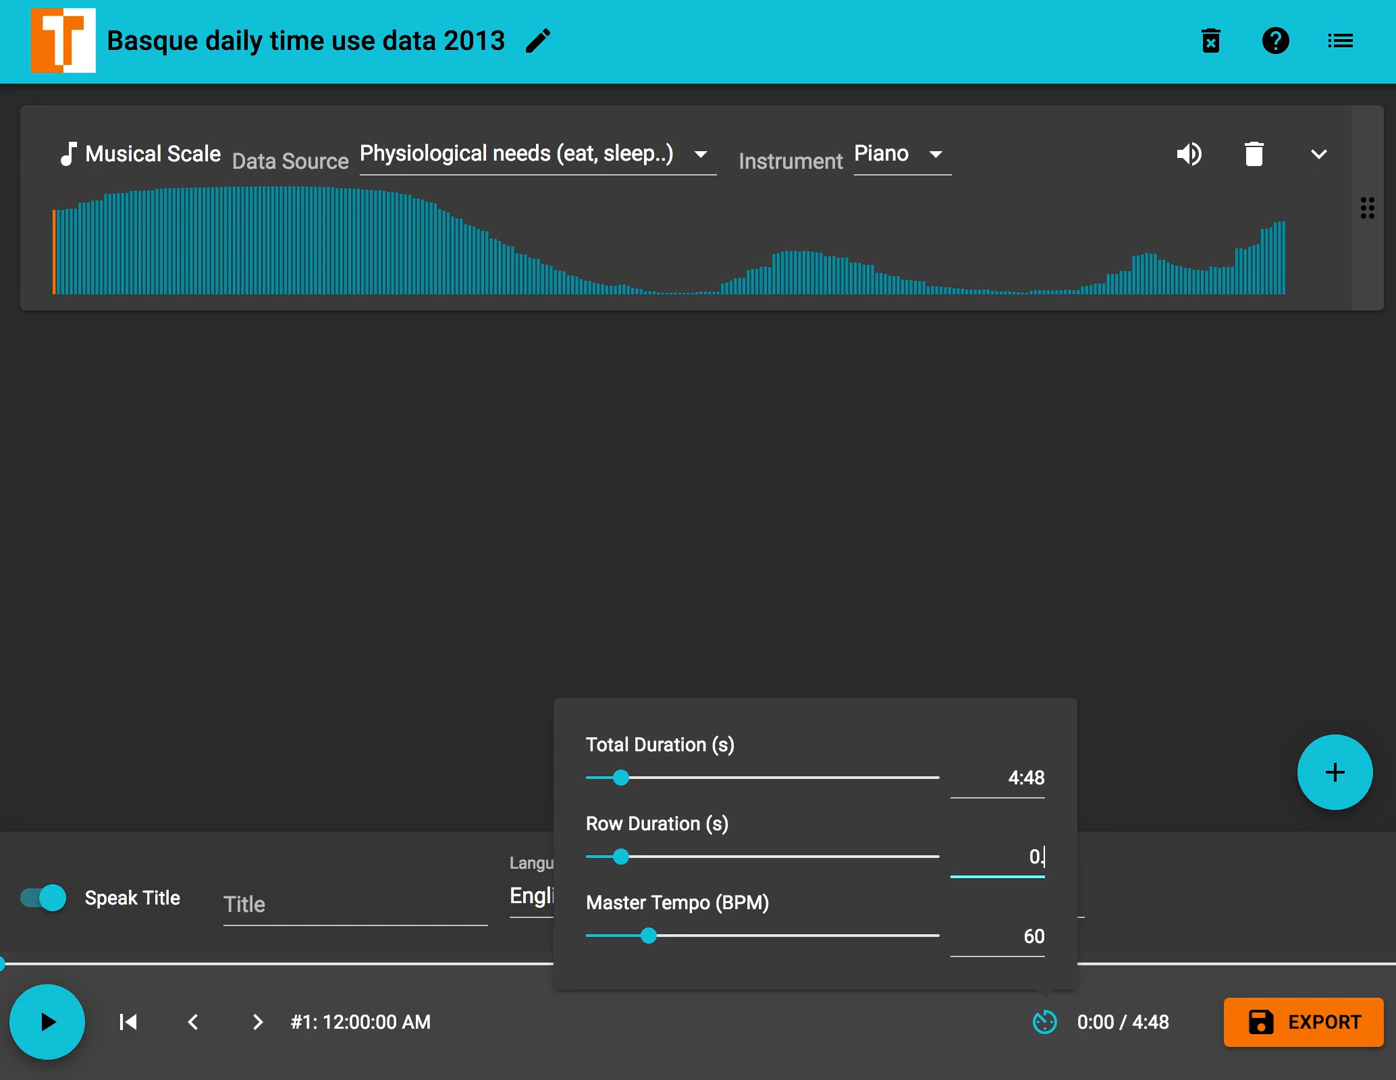 T
Basque daily time use data 2013
Musical Scale Data Source Physiological needs (eat, sleep..) Instrument Piano
Total Duration (s)
4:48
Row Duration (s)
0.
Master Tempo (BPM)
60
Speak Title
Title
Langu
Engli
#1: 12:00:00 AM
0:00 / 4:48
EXPORT